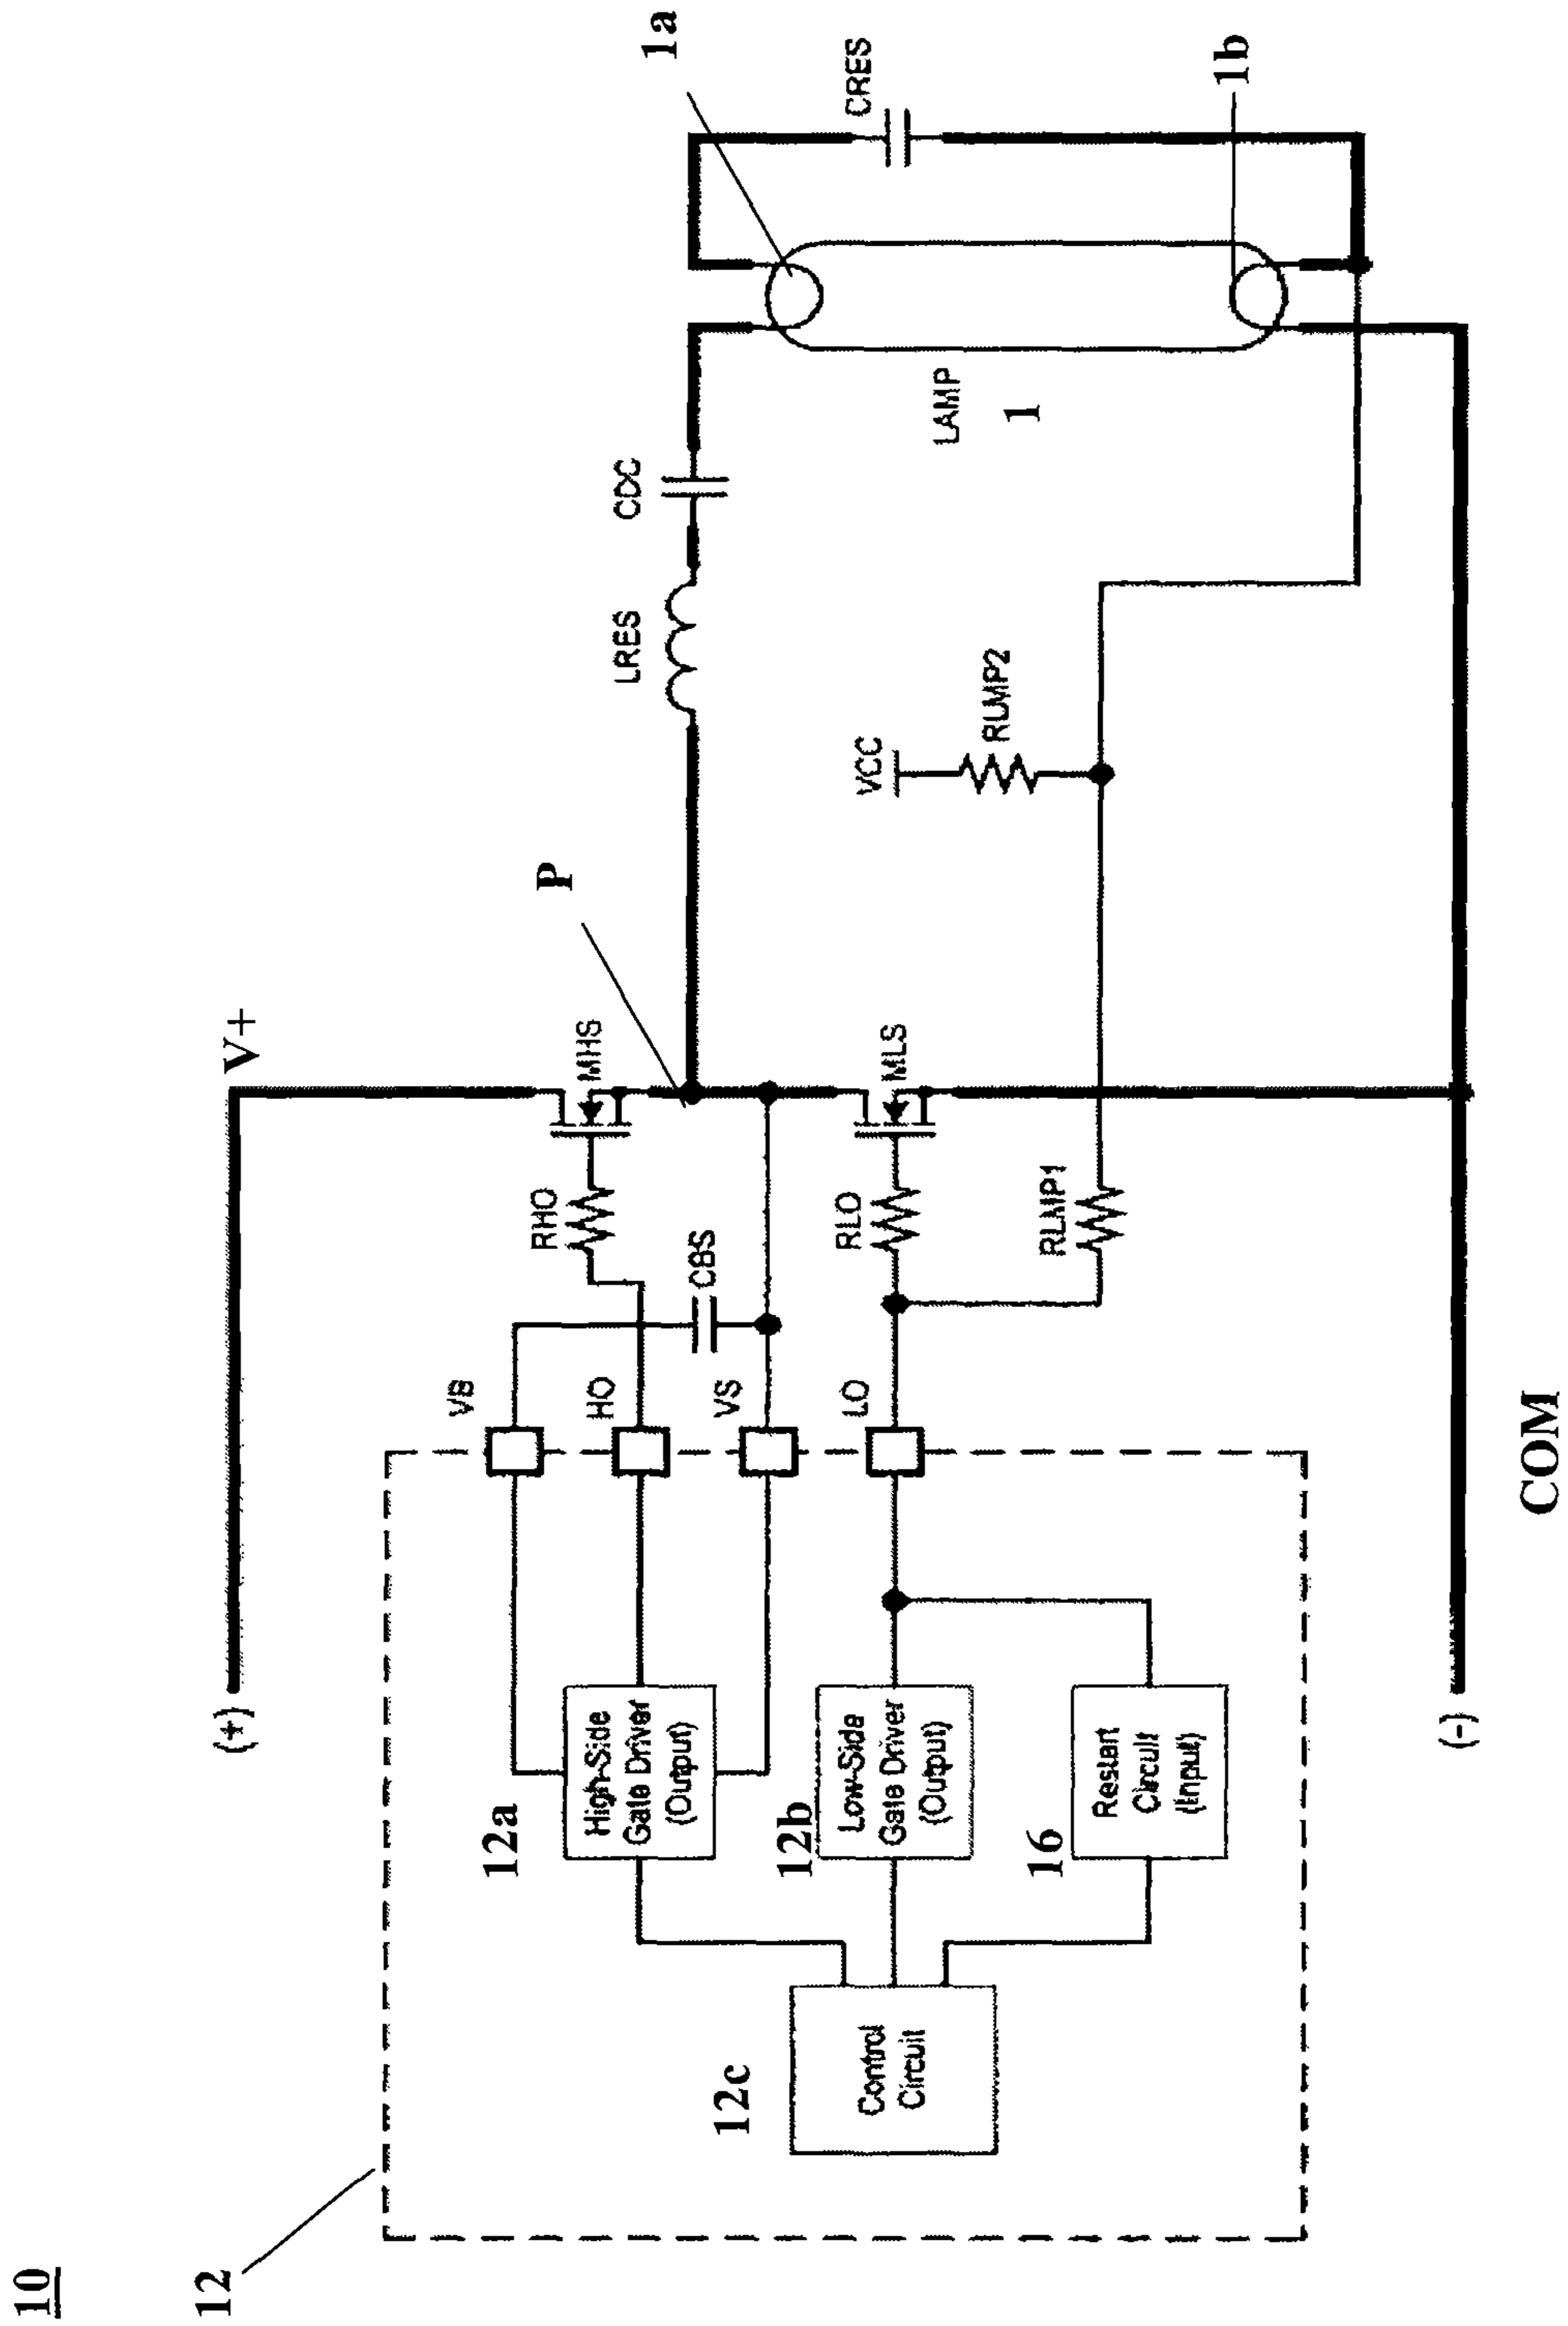 10
12
(+)
V+
P
12a
High-Side
Gate Driver
(Output)
VB
HO
VS
RHO
CBS
MHS
LRES
CDC
1a
CRES
12c
Control
Circuit
12b
Low-Side
Gate Driver
(Output)
LO
RLO
MLS
VCC
RLMP2
LAMP
1
16
Restart
Circuit
(Input)
RLMP1
1b
(-)
COM